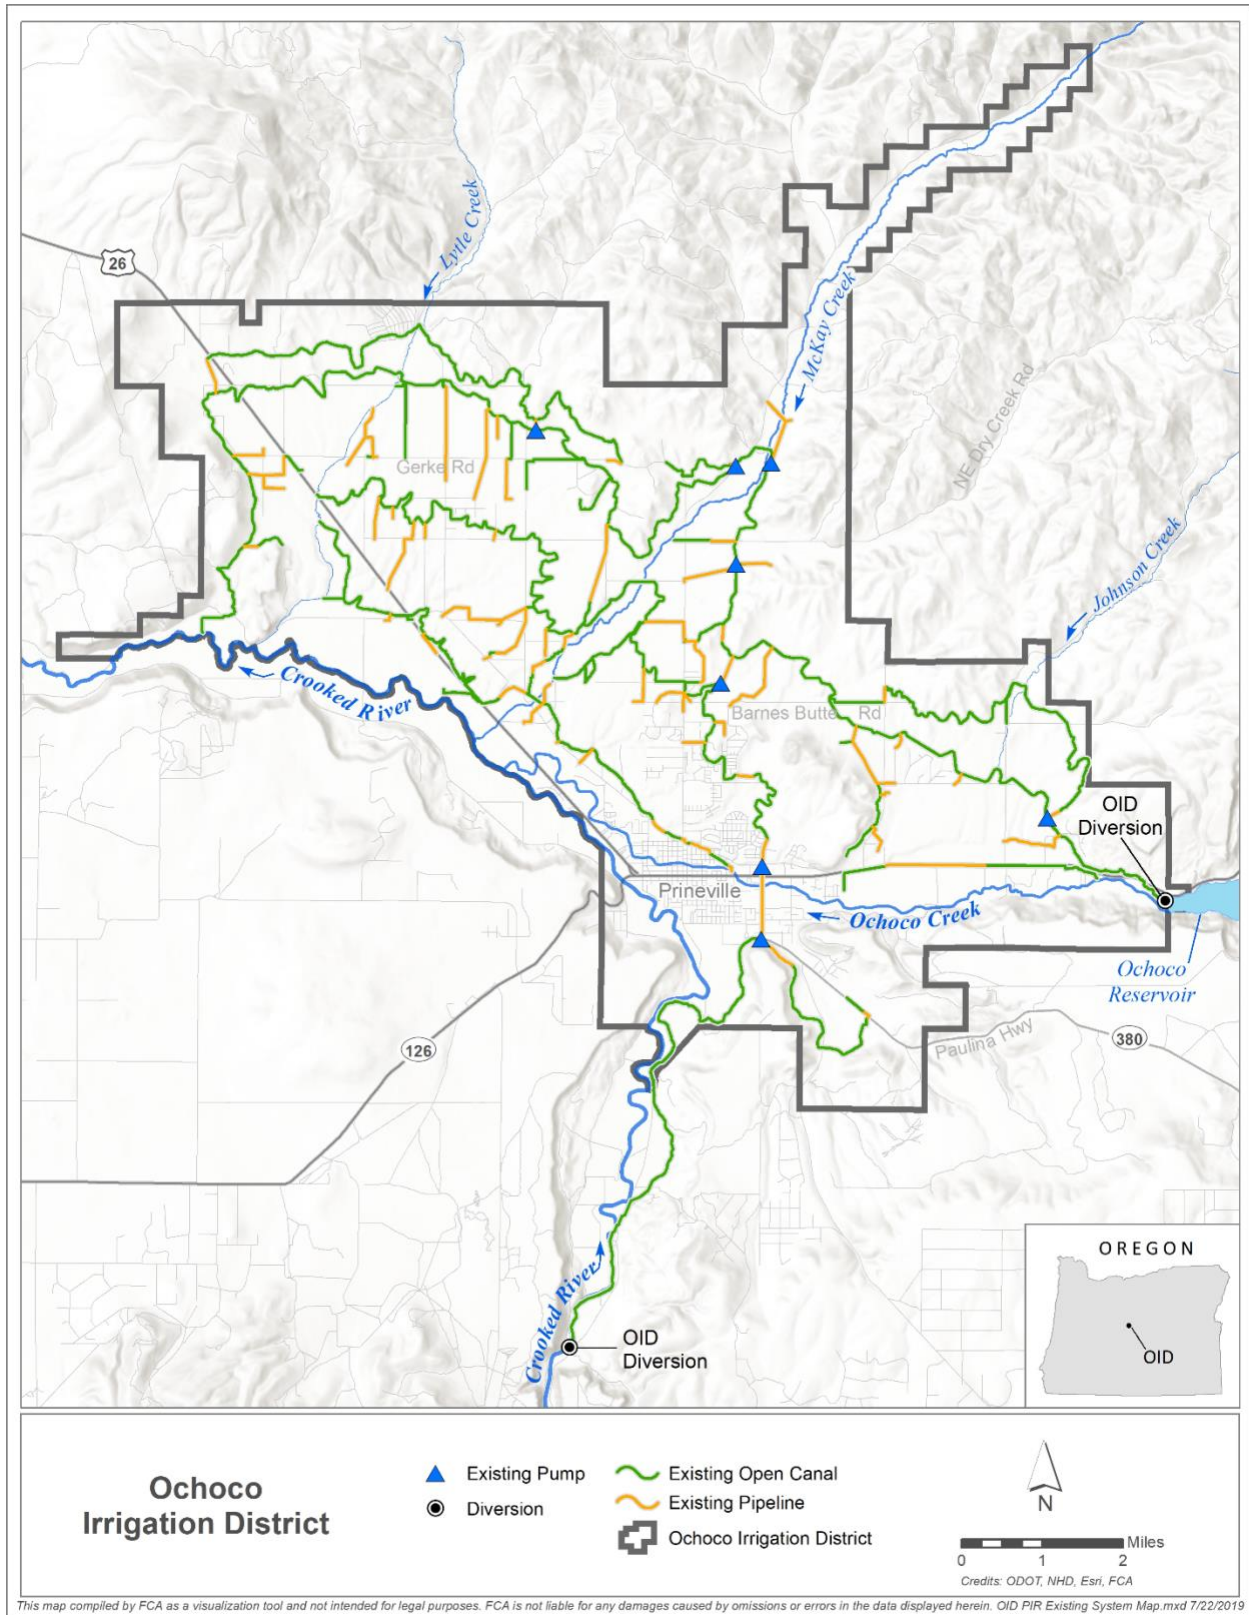 Lytle Creek
26
McKay Creek
NE Dry Creek Rd
Gerke Rd
Johnson Creek
Crooked River
Barnes Butte Rd
OID
Diversion
Prineville
Ochoco Creek
Ochoco
Reservoir
126
Paulina Hwy
380
Crooked River
OID
Diversion
OREGON
OID
Ochoco
Irrigation District
Existing Pump
Diversion
Existing Open Canal
Existing Pipeline
Ochoco Irrigation District
N
Miles
0 1 2
Credits: ODOT, NHD, Esri, FCA
This map compiled by FCA as a visualization tool and not intended for legal purposes. FCA is not liable for any damages caused by omissions or errors in the data displayed herein. OID PIR Existing System Map.mxd 7/22/2019